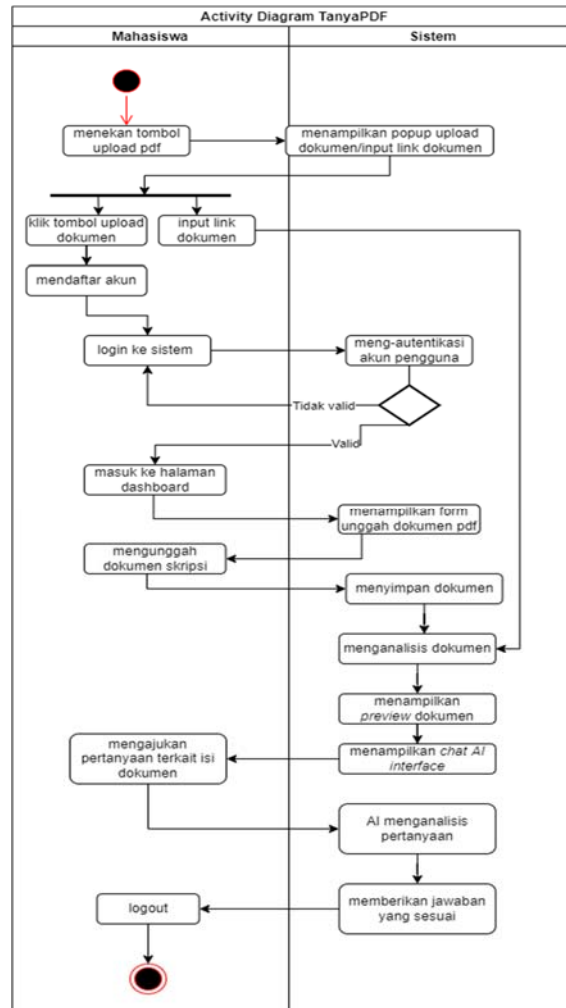 Activity Diagram TanyaPDF
Mahasiswa
Sistem
menekan tombol
upload pdf
menampilkan popup upload
dokumen/input link dokumen
klik tombol upload
dokumen
input link
dokumen
mendaftar akun
login ke sistem
meng-autentikasi
akun pengguna
Tidak valid
Valid
masuk ke halaman
dashboard
menampilkan form
unggah dokumen pdf
mengunggah
dokumen skripsi
menyimpan dokumen
menganalisis dokumen
menampilkan
preview dokumen
menampilkan chat AI
interface
mengajukan
pertanyaan terkait isi
dokumen
AI menganalisis
pertanyaan
memberikan jawaban
yang sesuai
logout